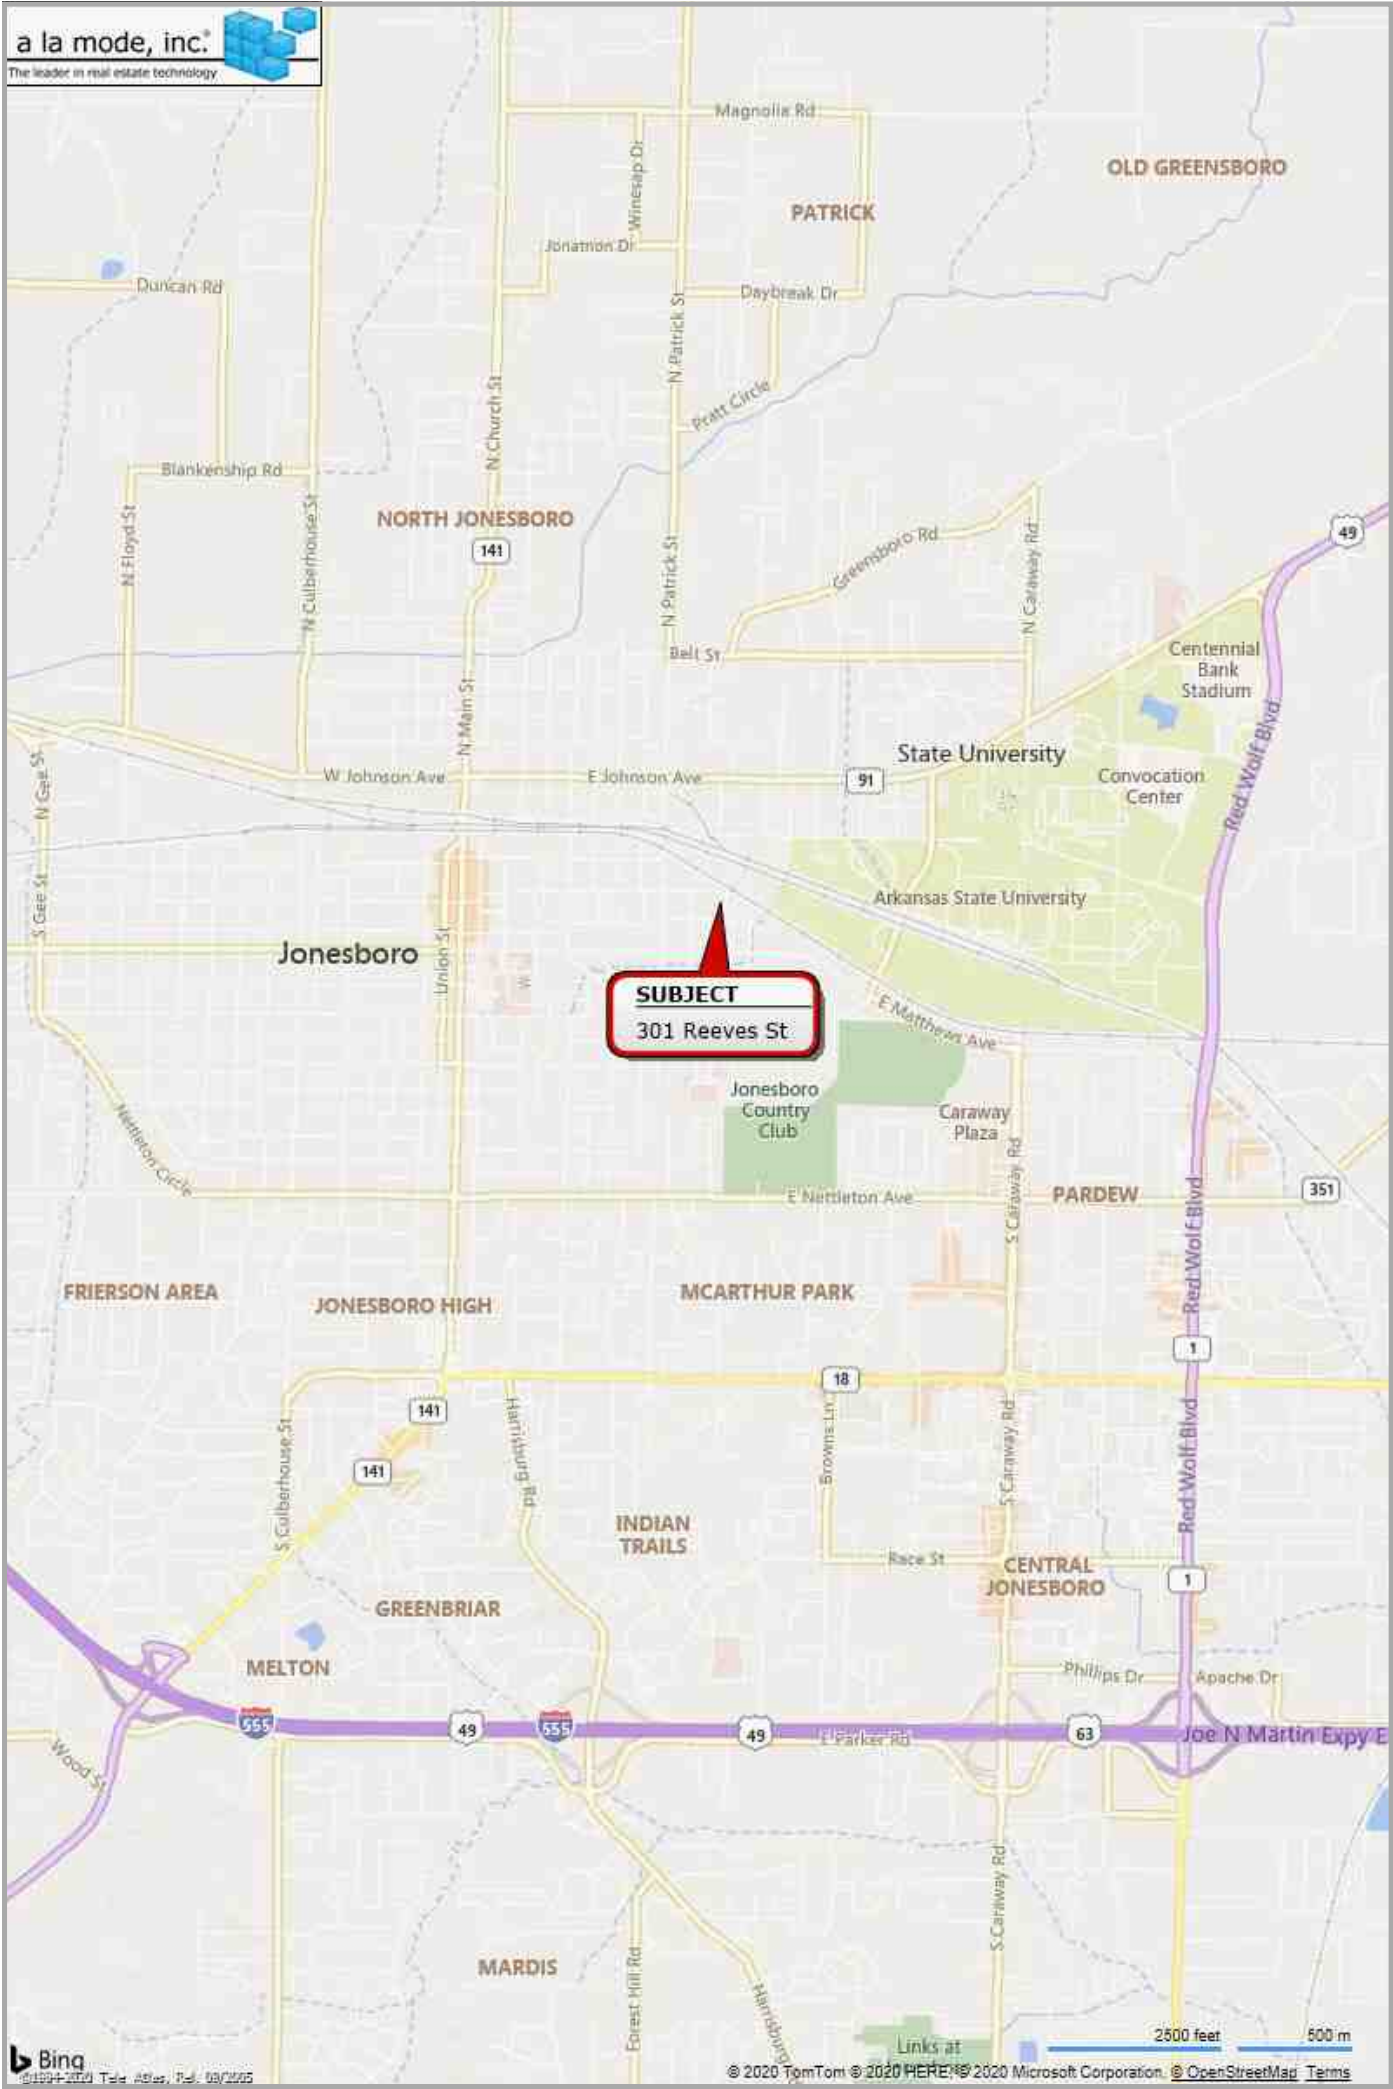 a la mode, inc.®
The leader in real estate technology
Magnolia Rd
OLD GREENSBORO
Winesap Dr
PATRICK
Jonathon Dr
Duncan Rd
Daybreak Dr
N Patrick St
Pratt Circle
N Church St
Blankenship Rd
NORTH JONESBORO
141
49
N Floyd St
N Culberhouse St
N Patrick St
Greensboro Rd
N Caraway Rd
Belt St
Centennial
Bank
Stadium
N Main St
Red Wolf Blvd
State University
W Johnson Ave
E Johnson Ave
91
Convocation
Center
N Gee St
S Gee St
Arkansas State University
Jonesboro
Union St
SUBJECT
301 Reeves St
E Matthews Ave
Jonesboro
Country
Club
Caraway
Plaza
Nettleton Circle
S Caraway Rd
E Nettleton Ave
PARDEW
351
Red Wolf Blvd
FRIERSON AREA
JONESBORO HIGH
MCARTHUR PARK
1
18
141
Harrisburg Rd
Browns Ln
S Caraway Rd
Red Wolf Blvd
141
S Culberhouse St
INDIAN
TRAILS
Race St
CENTRAL
JONESBORO
1
GREENBRIAR
MELTON
Phillips Dr
Apache Dr
555
49
555
49
63
E Parker Rd
Joe N Martin Expy E
Wood St
S Caraway Rd
MARDIS
Forest Hill Rd
Harrisburg
Links at
2500 feet
500 m
Bing
© 2020 TomTom © 2020 HERE, © 2020 Microsoft Corporation, © OpenStreetMap Terms
©1994-2020 Tele Atlas, Rel. 09/2005